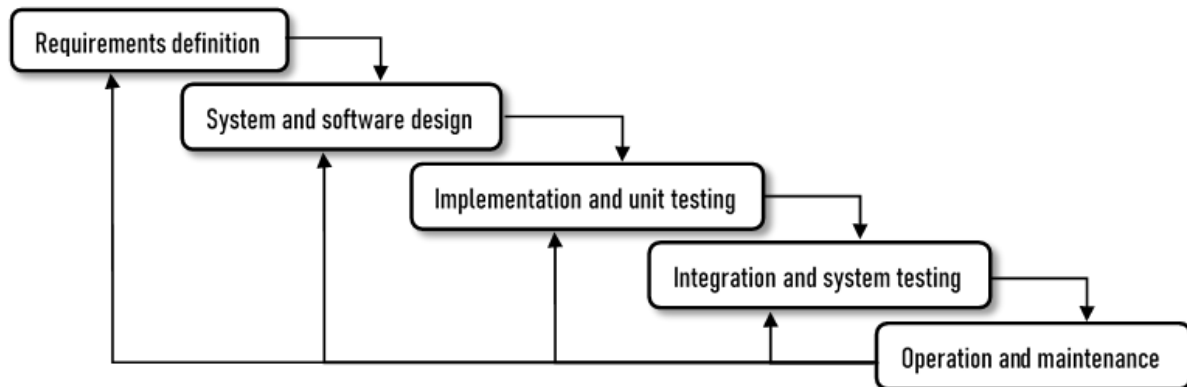 Requirements definition
System and software design
Implementation and unit testing
Integration and system testing
Operation and maintenance